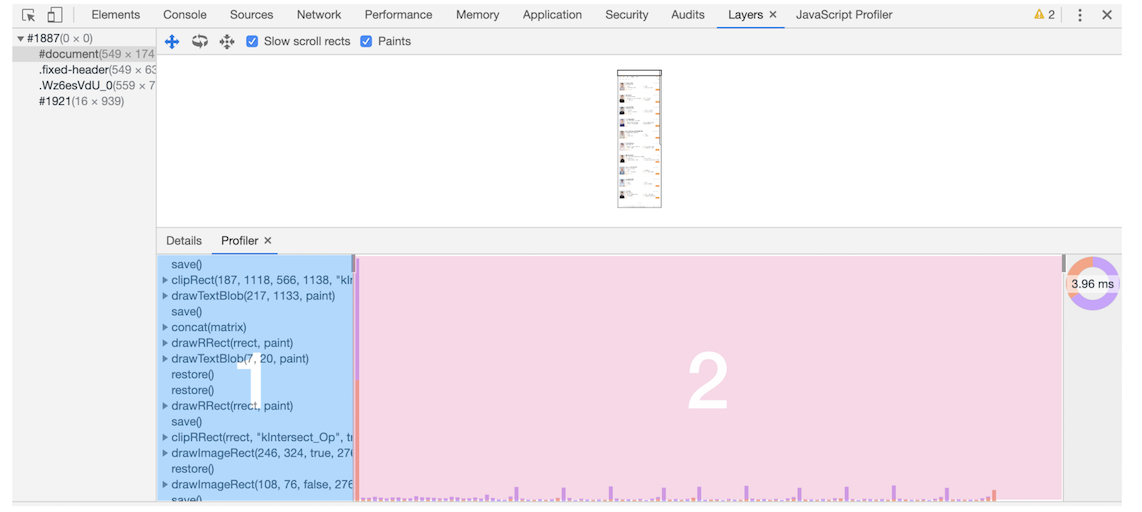 Elements Console Sources Network Performance Memory Application Security Audits Layers × JavaScript Profiler 2
#1887(0 × 0)
#document(549 × 174
.fixed-header(549 × 63
.Wz6esVdU_0(559 × 7
#1921(16 × 939)
Slow scroll rects Paints
Details Profiler ×
save()
clipRect(187, 1118, 566, 1138, "kIn
drawTextBlob(217, 1133, paint)
save()
concat(matrix)
drawRRect(rrect, paint)
drawTextBlob(7, 20, paint)
restore()
restore()
drawRRect(rrect, paint)
save()
clipRRect(rrect, "kIntersect_Op", tr
drawImageRect(246, 324, true, 276
restore()
drawImageRect(108, 76, false, 276
save()
1
2
3.96 ms